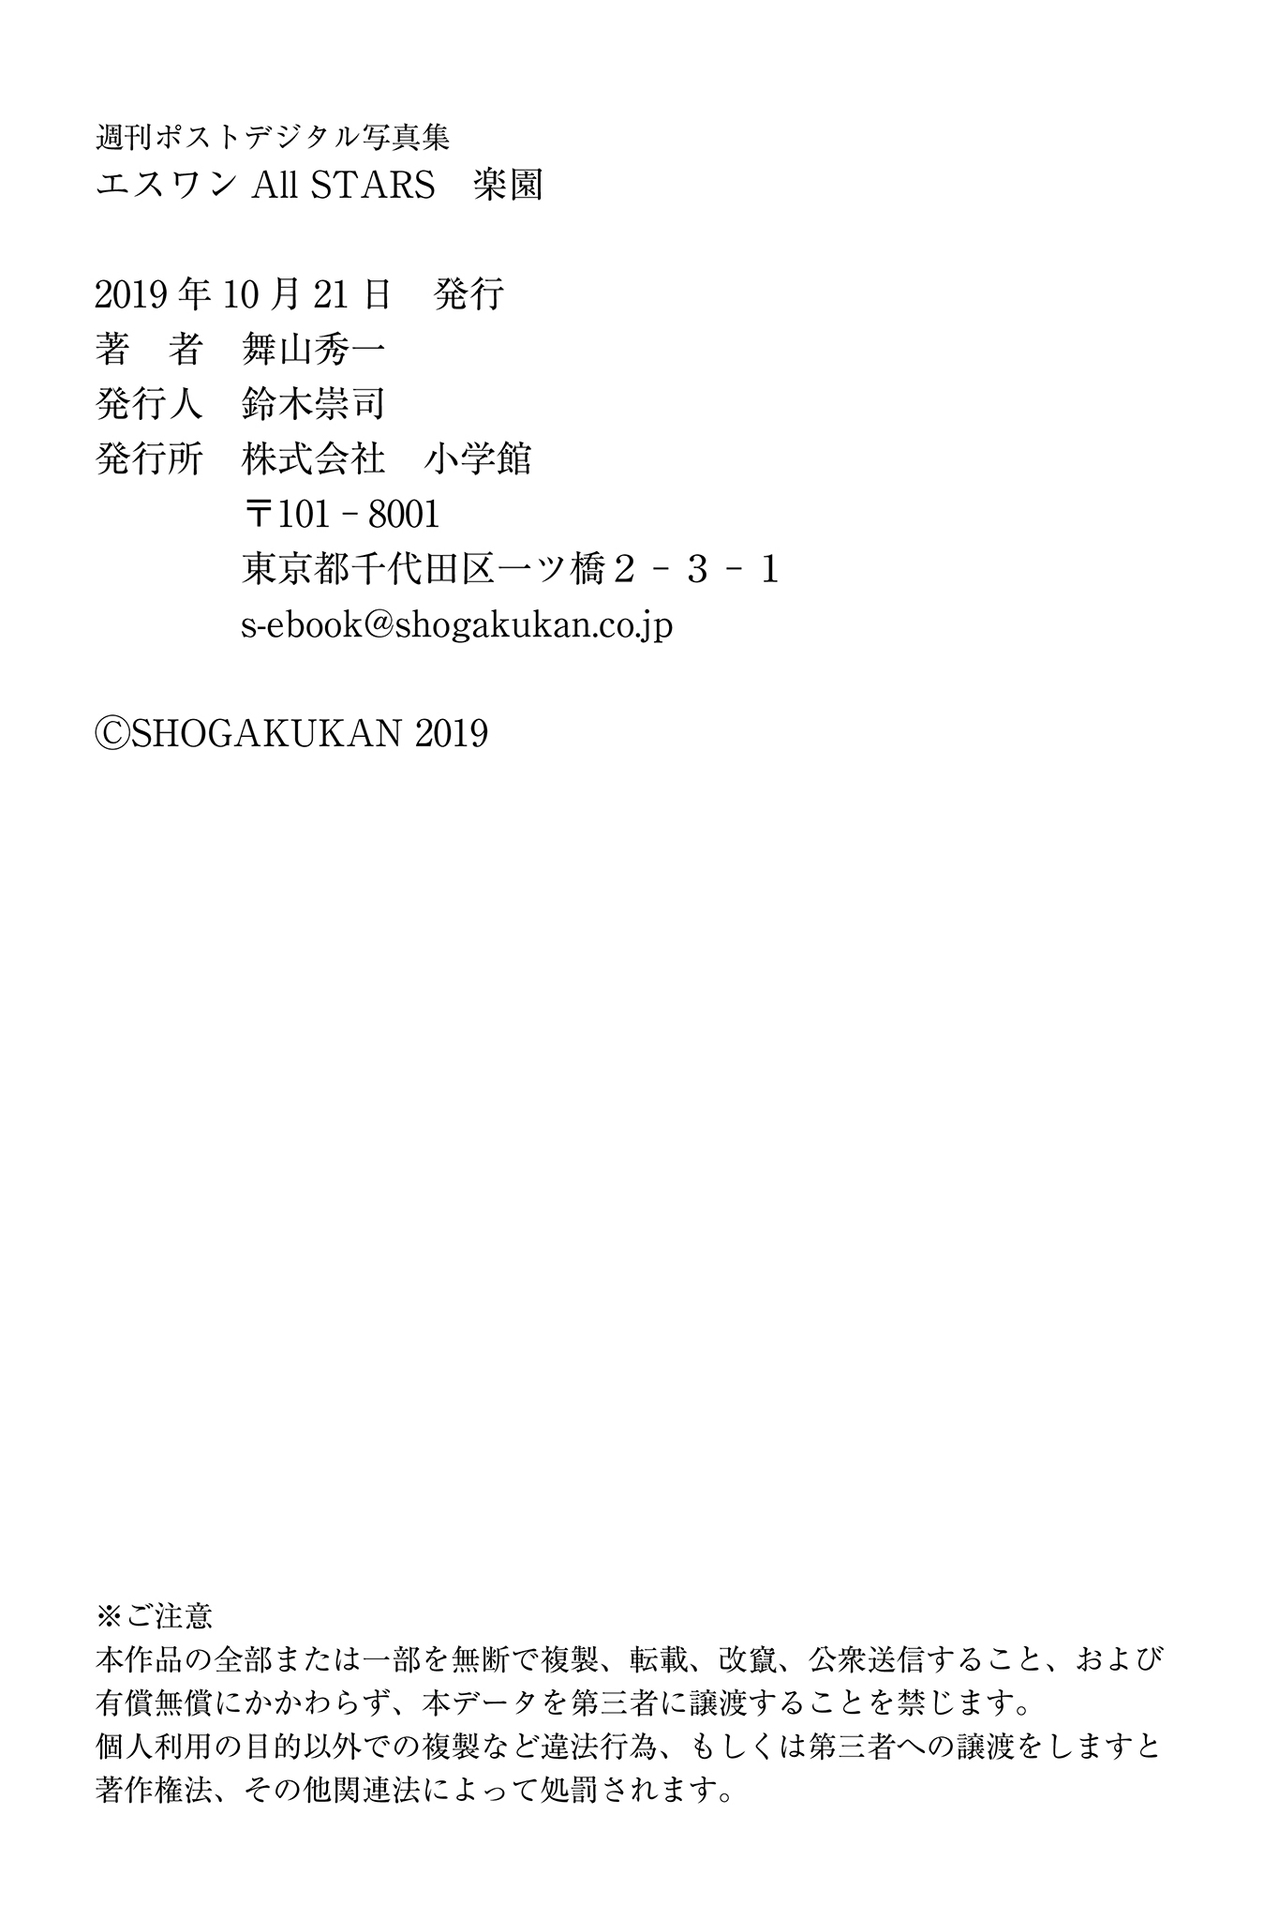 週刊ポストデジタル写真集
エスワン All STARS　楽園
2019 年 10 月 21 日　発行
著　者　舞山秀一
発行人　鈴木崇司
発行所　株式会社　小学館
〒101－8001
東京都千代田区一ツ橋２－３－１
s-ebook@shogakukan.co.jp
ⒸSHOGAKUKAN 2019
※ご注意
本作品の全部または一部を無断で複製、転載、改竄、公衆送信すること、および
有償無償にかかわらず、本データを第三者に譲渡することを禁じます。
個人利用の目的以外での複製など違法行為、もしくは第三者への譲渡をしますと
著作権法、その他関連法によって処罰されます。